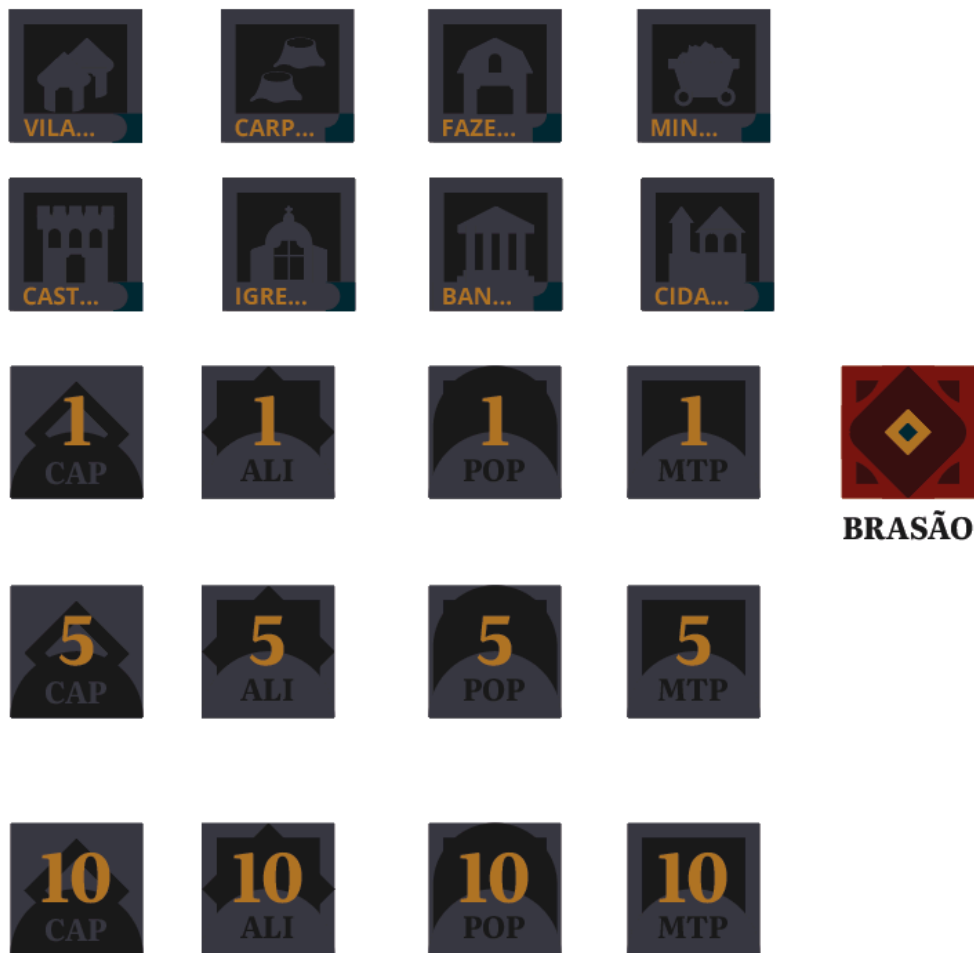 VILA... CARP... FAZE... MIN...
CAST... IGRE... BAN... CIDA...
1 1 1 1
CAP ALI POP MTP
BRASÃO
5 5 5 5
CAP ALI POP MTP
10 10 10 10
CAP ALI POP MTP